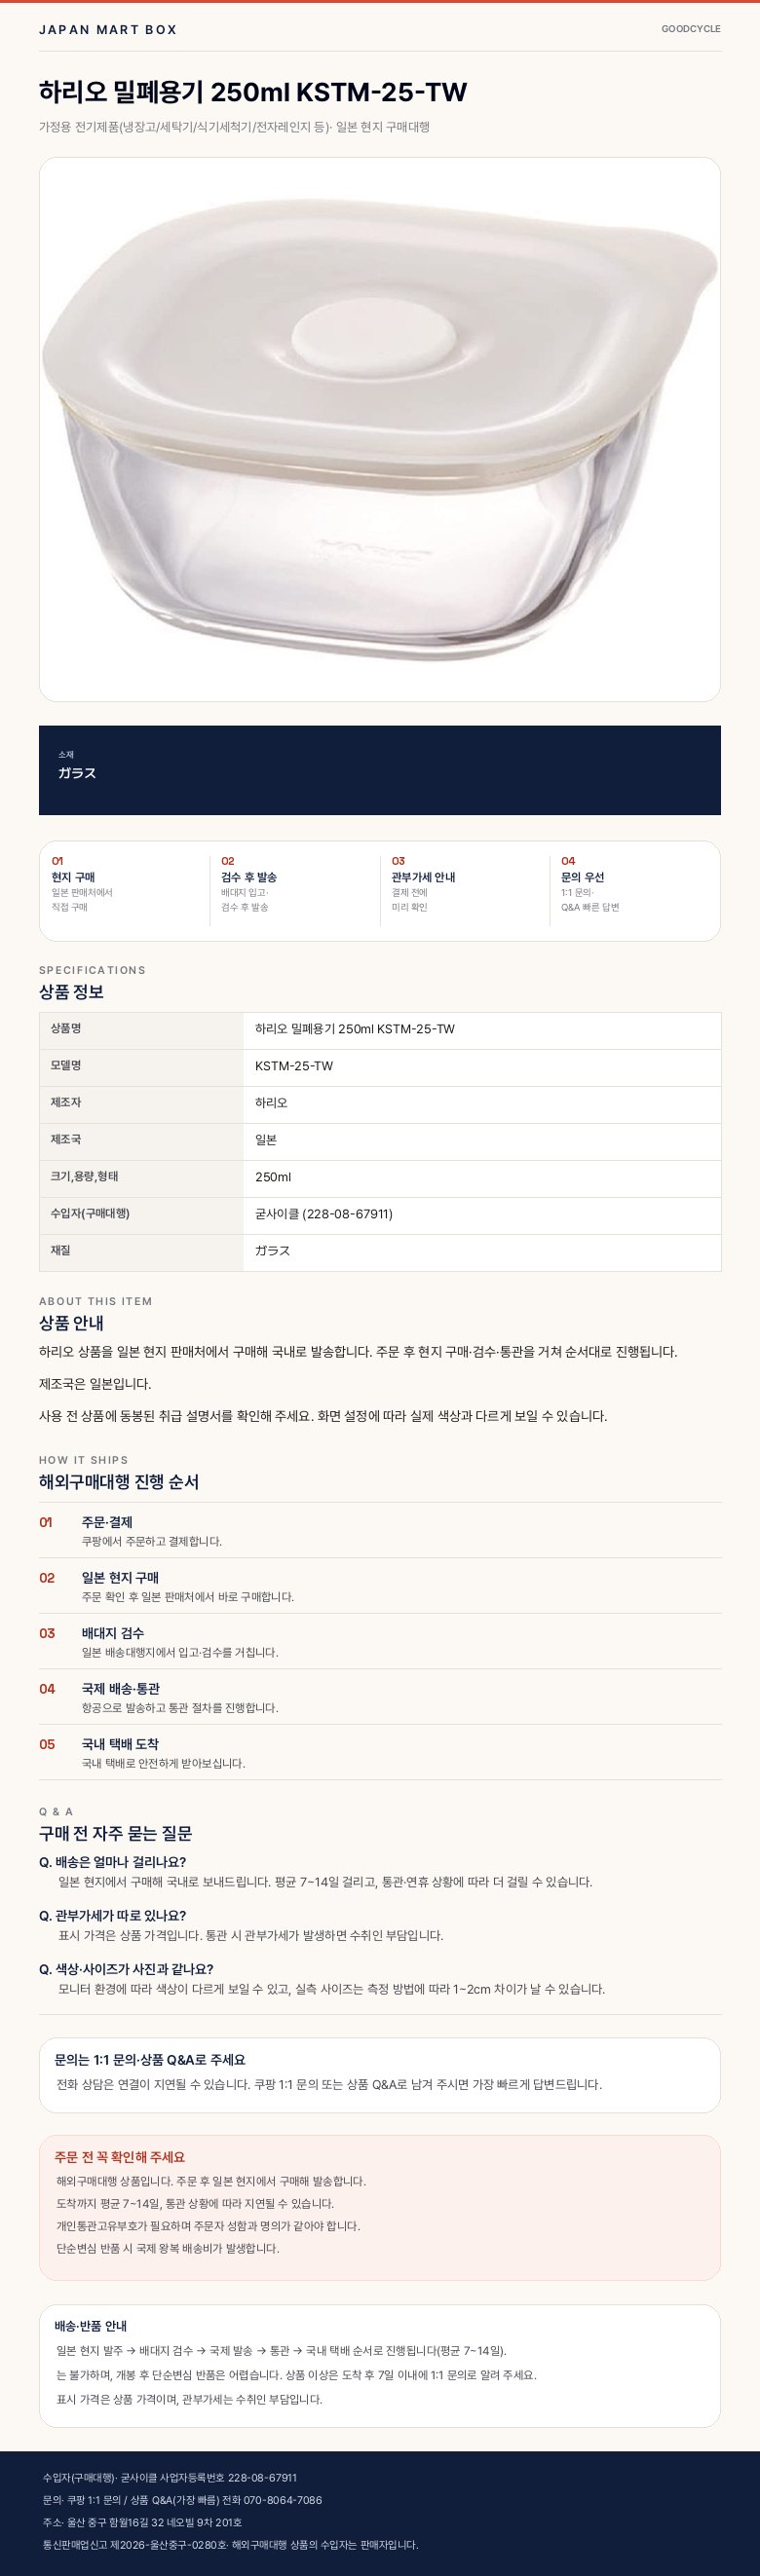 JAPAN MART BOX
GOODCYCLE
하리오 밀폐용기 250ml KSTM-25-TW
가정용 전기제품(냉장고/세탁기/식기세척기/전자레인지 등)· 일본 현지 구매대행
소재
ガラス
01
현지 구매
일본 판매처에서
직접 구매
02
검수 후 발송
배대지 입고·
검수 후 발송
03
관부가세 안내
결제 전에
미리 확인
04
문의 우선
1:1 문의·
Q&A 빠른 답변
SPECIFICATIONS
상품 정보
상품명 하리오 밀폐용기 250ml KSTM-25-TW
모델명 KSTM-25-TW
제조자 하리오
제조국 일본
크기,용량,형태 250ml
수입자(구매대행) 굳사이클 (228-08-67911)
재질 ガラス
ABOUT THIS ITEM
상품 안내
하리오 상품을 일본 현지 판매처에서 구매해 국내로 발송합니다. 주문 후 현지 구매·검수·통관을 거쳐 순서대로 진행됩니다.
제조국은 일본입니다.
사용 전 상품에 동봉된 취급 설명서를 확인해 주세요. 화면 설정에 따라 실제 색상과 다르게 보일 수 있습니다.
HOW IT SHIPS
해외구매대행 진행 순서
01 주문·결제
쿠팡에서 주문하고 결제합니다.
02 일본 현지 구매
주문 확인 후 일본 판매처에서 바로 구매합니다.
03 배대지 검수
일본 배송대행지에서 입고·검수를 거칩니다.
04 국제 배송·통관
항공으로 발송하고 통관 절차를 진행합니다.
05 국내 택배 도착
국내 택배로 안전하게 받아보십니다.
Q & A
구매 전 자주 묻는 질문
Q. 배송은 얼마나 걸리나요?
일본 현지에서 구매해 국내로 보내드립니다. 평균 7~14일 걸리고, 통관·연휴 상황에 따라 더 걸릴 수 있습니다.
Q. 관부가세가 따로 있나요?
표시 가격은 상품 가격입니다. 통관 시 관부가세가 발생하면 수취인 부담입니다.
Q. 색상·사이즈가 사진과 같나요?
모니터 환경에 따라 색상이 다르게 보일 수 있고, 실측 사이즈는 측정 방법에 따라 1~2cm 차이가 날 수 있습니다.
문의는 1:1 문의·상품 Q&A로 주세요
전화 상담은 연결이 지연될 수 있습니다. 쿠팡 1:1 문의 또는 상품 Q&A로 남겨 주시면 가장 빠르게 답변드립니다.
주문 전 꼭 확인해 주세요
해외구매대행 상품입니다. 주문 후 일본 현지에서 구매해 발송합니다.
도착까지 평균 7~14일, 통관 상황에 따라 지연될 수 있습니다.
개인통관고유부호가 필요하며 주문자 성함과 명의가 같아야 합니다.
단순변심 반품 시 국제 왕복 배송비가 발생합니다.
배송·반품 안내
일본 현지 발주 → 배대지 검수 → 국제 발송 → 통관 → 국내 택배 순서로 진행됩니다(평균 7~14일).
는 불가하며, 개봉 후 단순변심 반품은 어렵습니다. 상품 이상은 도착 후 7일 이내에 1:1 문의로 알려 주세요.
표시 가격은 상품 가격이며, 관부가세는 수취인 부담입니다.
수입자(구매대행)· 굳사이클 사업자등록번호 228-08-67911
문의· 쿠팡 1:1 문의 / 상품 Q&A(가장 빠름) 전화 070-8064-7086
주소· 울산 중구 함월16길 32 네오빌 9차 201호
통신판매업신고 제2026-울산중구-0280호· 해외구매대행 상품의 수입자는 판매자입니다.